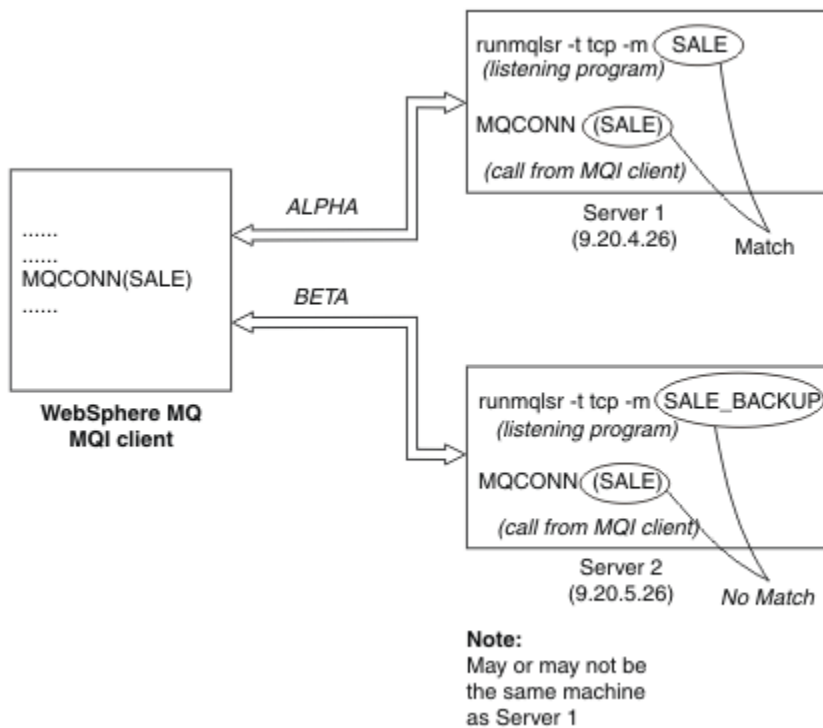 runmqlsr -t tcp -m SALE
(listening program)
MQCONN (SALE)
(call from MQI client)
Server 1
(9.20.4.26)
Match
ALPHA
......
......
MQCONN(SALE)
......
BETA
WebSphere MQ
MQI client
runmqlsr -t tcp -m SALE_BACKUP
(listening program)
MQCONN (SALE)
(call from MQI client)
Server 2
(9.20.5.26)
No Match
Note:
May or may not be
the same machine
as Server 1